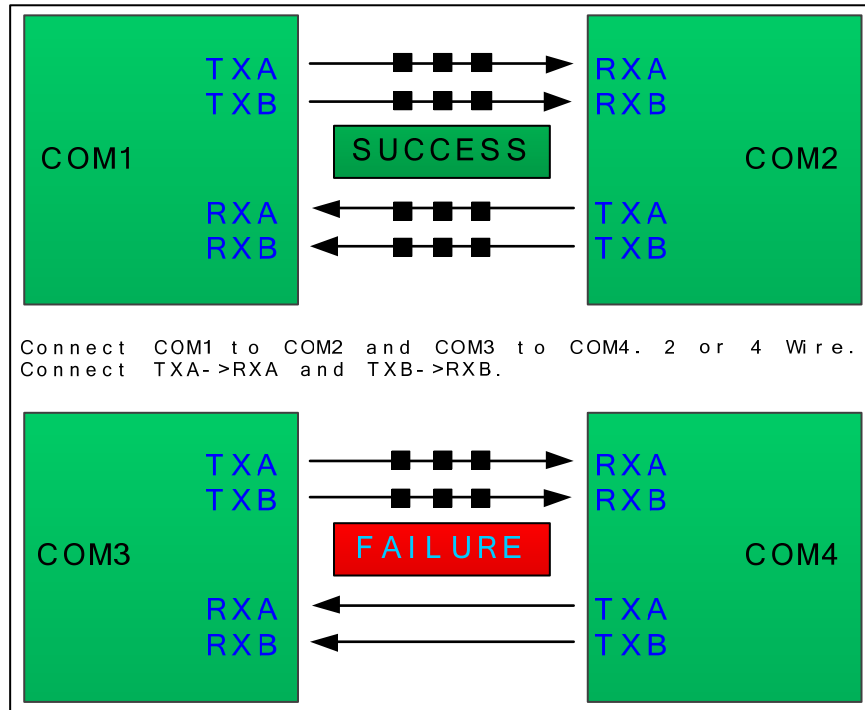 TXA
TXB
RXA
RXB
SUCCESS
COM1
COM2
RXA
RXB
TXA
TXB
Connect COM1 to COM2 and COM3 to COM4. 2 or 4 Wire.
Connect TXA->RXA and TXB->RXB.
TXA
TXB
RXA
RXB
FAILURE
COM3
COM4
RXA
RXB
TXA
TXB